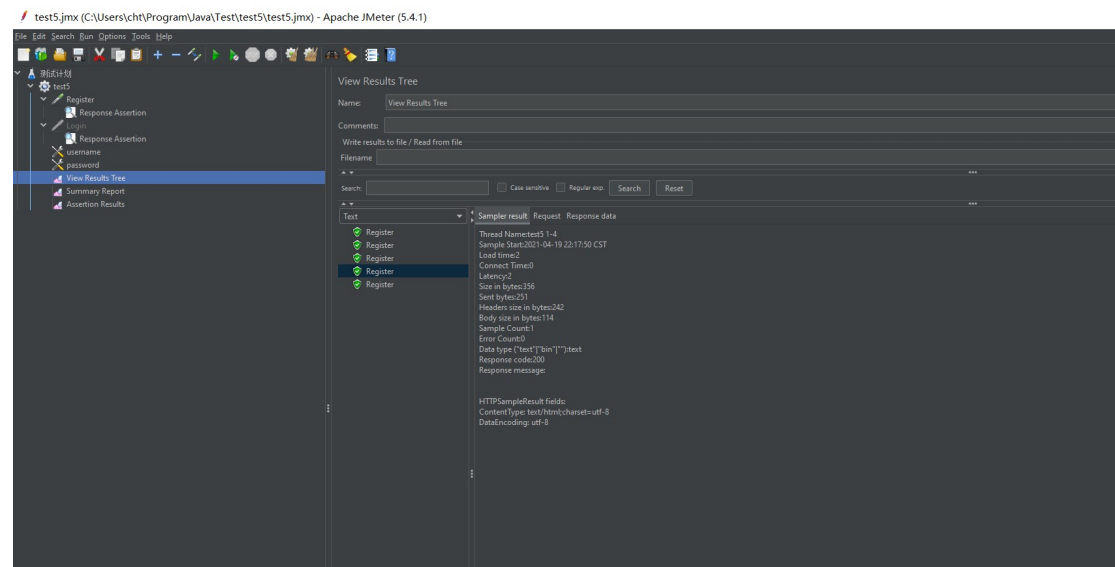 test5.jmx (C:\Users\cht\Program\Java\Test\test5\test5.jmx) - Apache JMeter (5.4.1)
File Edit Search Run Options Tools Help
测试计划
test5
Register
Response Assertion
Login
Response Assertion
username
password
View Results Tree
Summary Report
Assertion Results
View Results Tree
Name: View Results Tree
Comments:
Write results to file / Read from file
Filename
Search: Case sensitive Regular exp. Search Reset
Text
Register
Register
Register
Register
Register
Sampler result Request Response data
Thread Name:test5 1-4
Sample Start:2021-04-19 22:17:50 CST
Load time:2
Connect Time:0
Latency:2
Size in bytes:356
Sent bytes:251
Headers size in bytes:242
Body size in bytes:114
Sample Count:1
Error Count:0
Data type ("text"|"bin"|""):text
Response code:200
Response message:
HTTPSampleResult fields:
ContentType: text/html;charset=utf-8
DataEncoding: utf-8